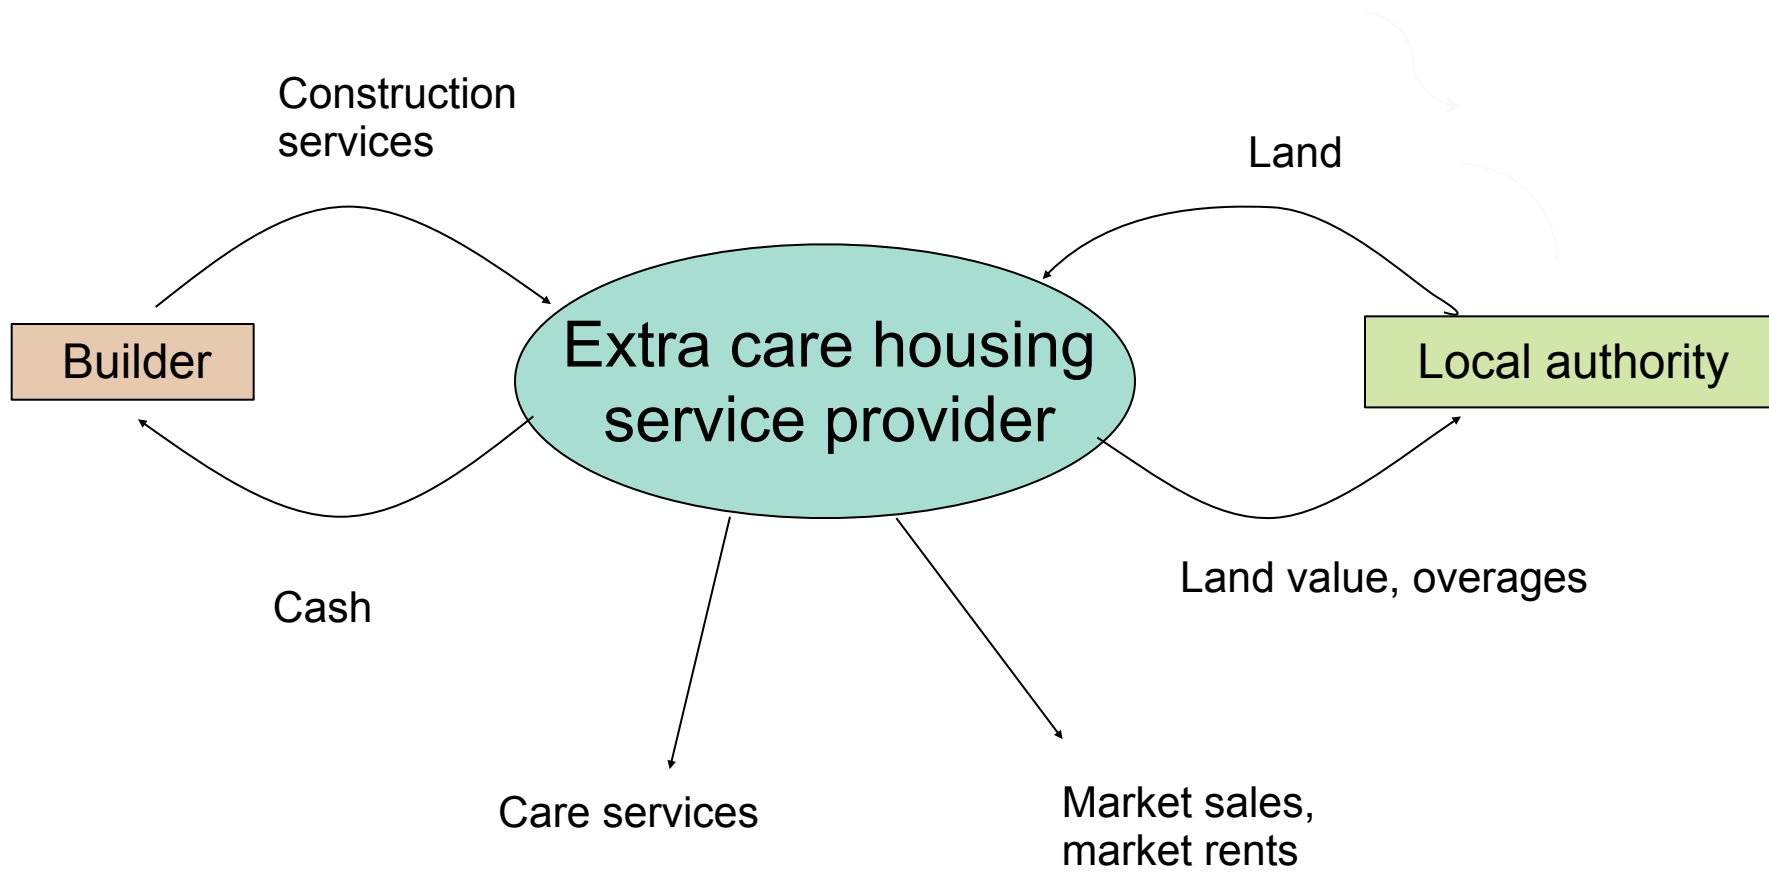 Construction
services
Land
Builder
Extra care housing
service provider
Local authority
Cash
Land value, overages
Care services
Market sales,
market rents